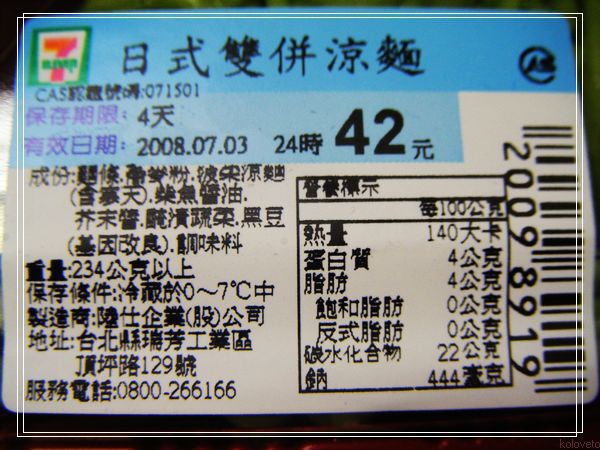 7
ELEVEN
日式雙併涼麵
CAS認證號碼:071501
保存期限: 4天
有效日期: 2008.07.03 24時 42元
成份:麵條.蕎麥粉.波菜涼麵
(含寒天).柴魚醬油.
芥末醬.醃漬蔬菜.黑豆
(基因改良).調味料
重量:234公克以上
保存條件:冷藏於0~7℃中
製造商:陸仕企業(股)公司
地址:台北縣瑞芳工業區
頂坪路129號
服務電話:0800-266166
營養標示
每100公克
熱量 140大卡
蛋白質 4公克
脂肪 4公克
飽和脂肪 0公克
反式脂肪 0公克
碳水化合物 22公克
鈉 444毫克
20098919
koloveto